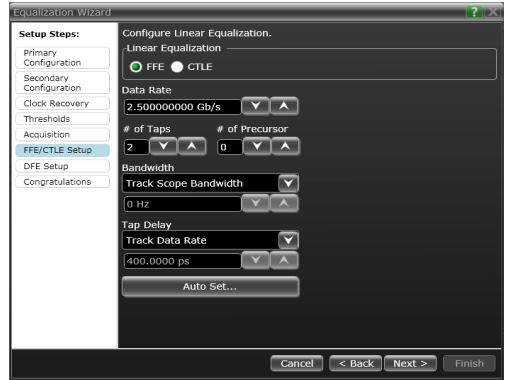 Equalization Wizard
?
Setup Steps:
Primary
Configuration
Secondary
Configuration
Clock Recovery
Thresholds
Acquisition
FFE/CTLE Setup
DFE Setup
Congratulations
Configure Linear Equalization.
Linear Equalization
FFE CTLE
Data Rate
2.500000000 Gb/s
# of Taps # of Precursor
2 0
Bandwidth
Track Scope Bandwidth
0 Hz
Tap Delay
Track Data Rate
400.0000 ps
Auto Set...
Cancel < Back Next > Finish